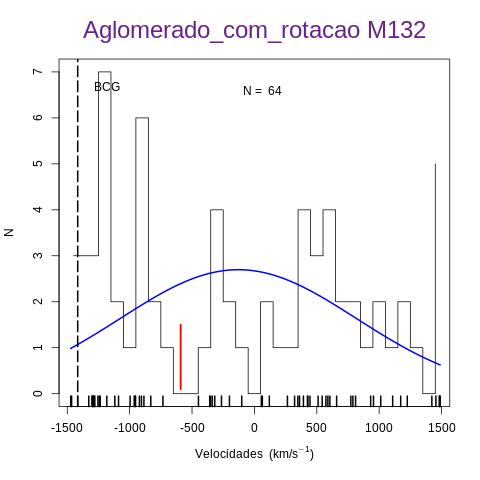 Aglomerado_com_rotacao M132
BCG
N = 64
7
6
5
4
3
2
1
0
N
-1500 -1000 -500 0 500 1000 1500
Velocidades (km/s⁻¹)